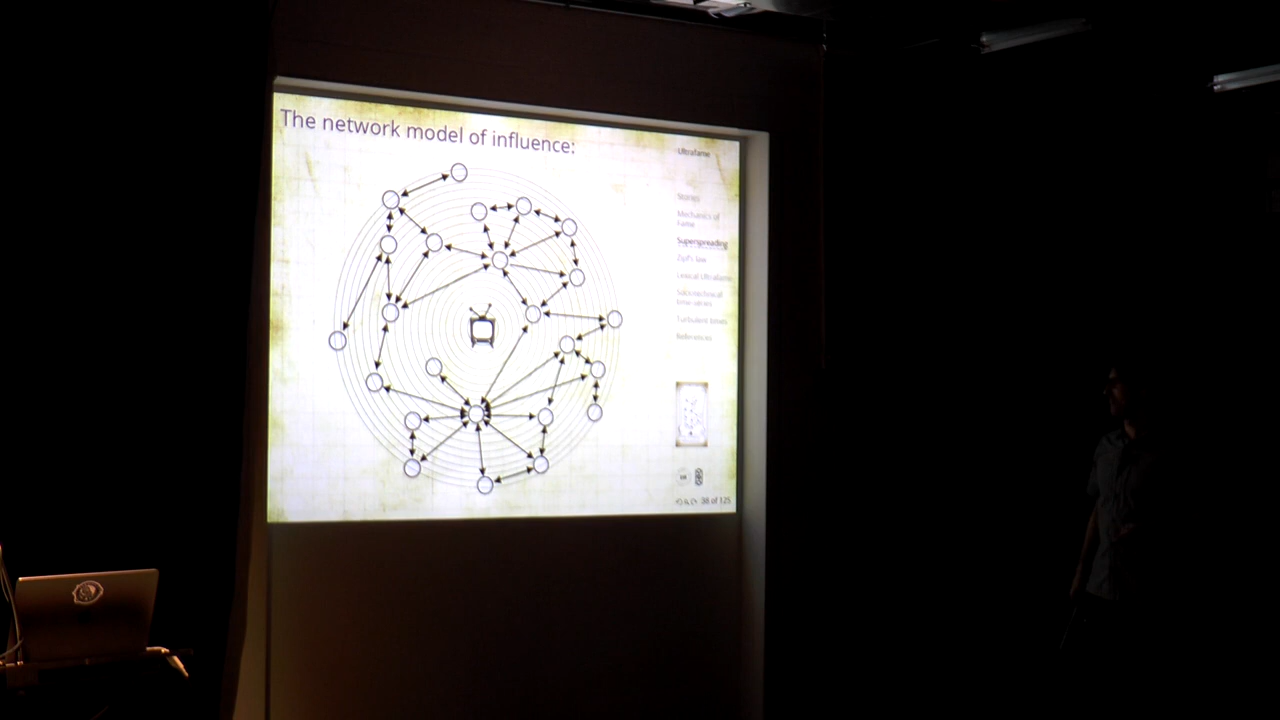 The network model of influence:
Ultrafame
Stories
Mechanics of
Fame
Superspreading
Zipf's law
Lexical Ultrafame
Sociotechnical
time series
Turbulent times
References
38 of 125